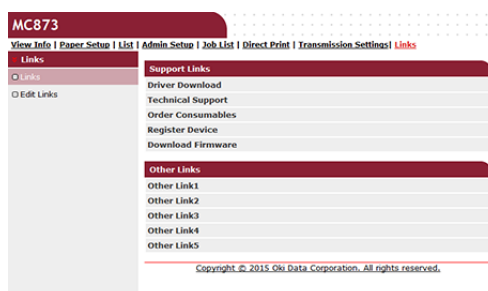 MC873
View Info | Paper Setup | List | Admin Setup | Job List | Direct Print | Transmission Settings| Links
Links
Links
Edit Links
Support Links
Driver Download
Technical Support
Order Consumables
Register Device
Download Firmware
Other Links
Other Link1
Other Link2
Other Link3
Other Link4
Other Link5
Copyright © 2015 Oki Data Corporation. All rights reserved.